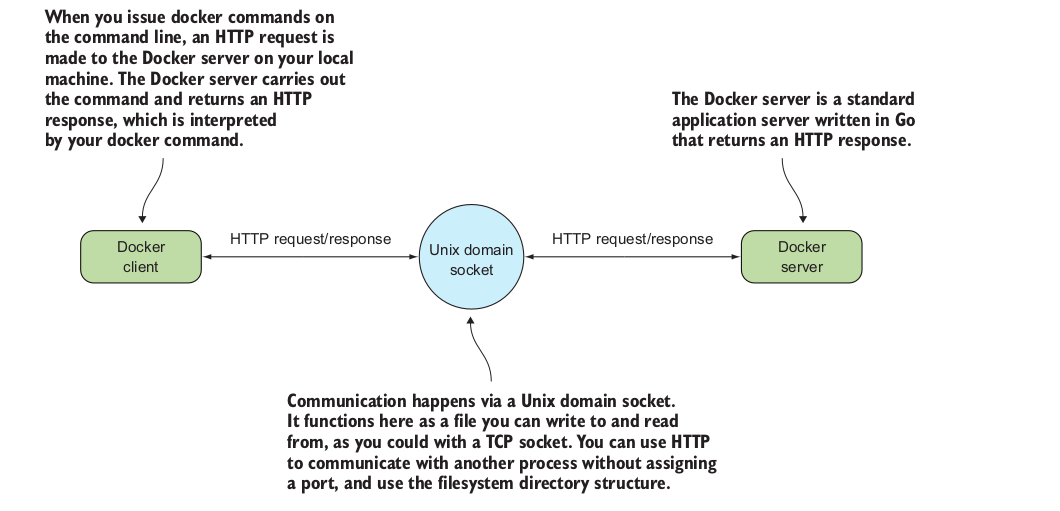 When you issue docker commands on
the command line, an HTTP request is
made to the Docker server on your local
machine. The Docker server carries out
the command and returns an HTTP
response, which is interpreted
by your docker command.
The Docker server is a standard
application server written in Go
that returns an HTTP response.
Docker
client
HTTP request/response
Unix domain
socket
HTTP request/response
Docker
server
Communication happens via a Unix domain socket.
It functions here as a file you can write to and read
from, as you could with a TCP socket. You can use HTTP
to communicate with another process without assigning
a port, and use the filesystem directory structure.